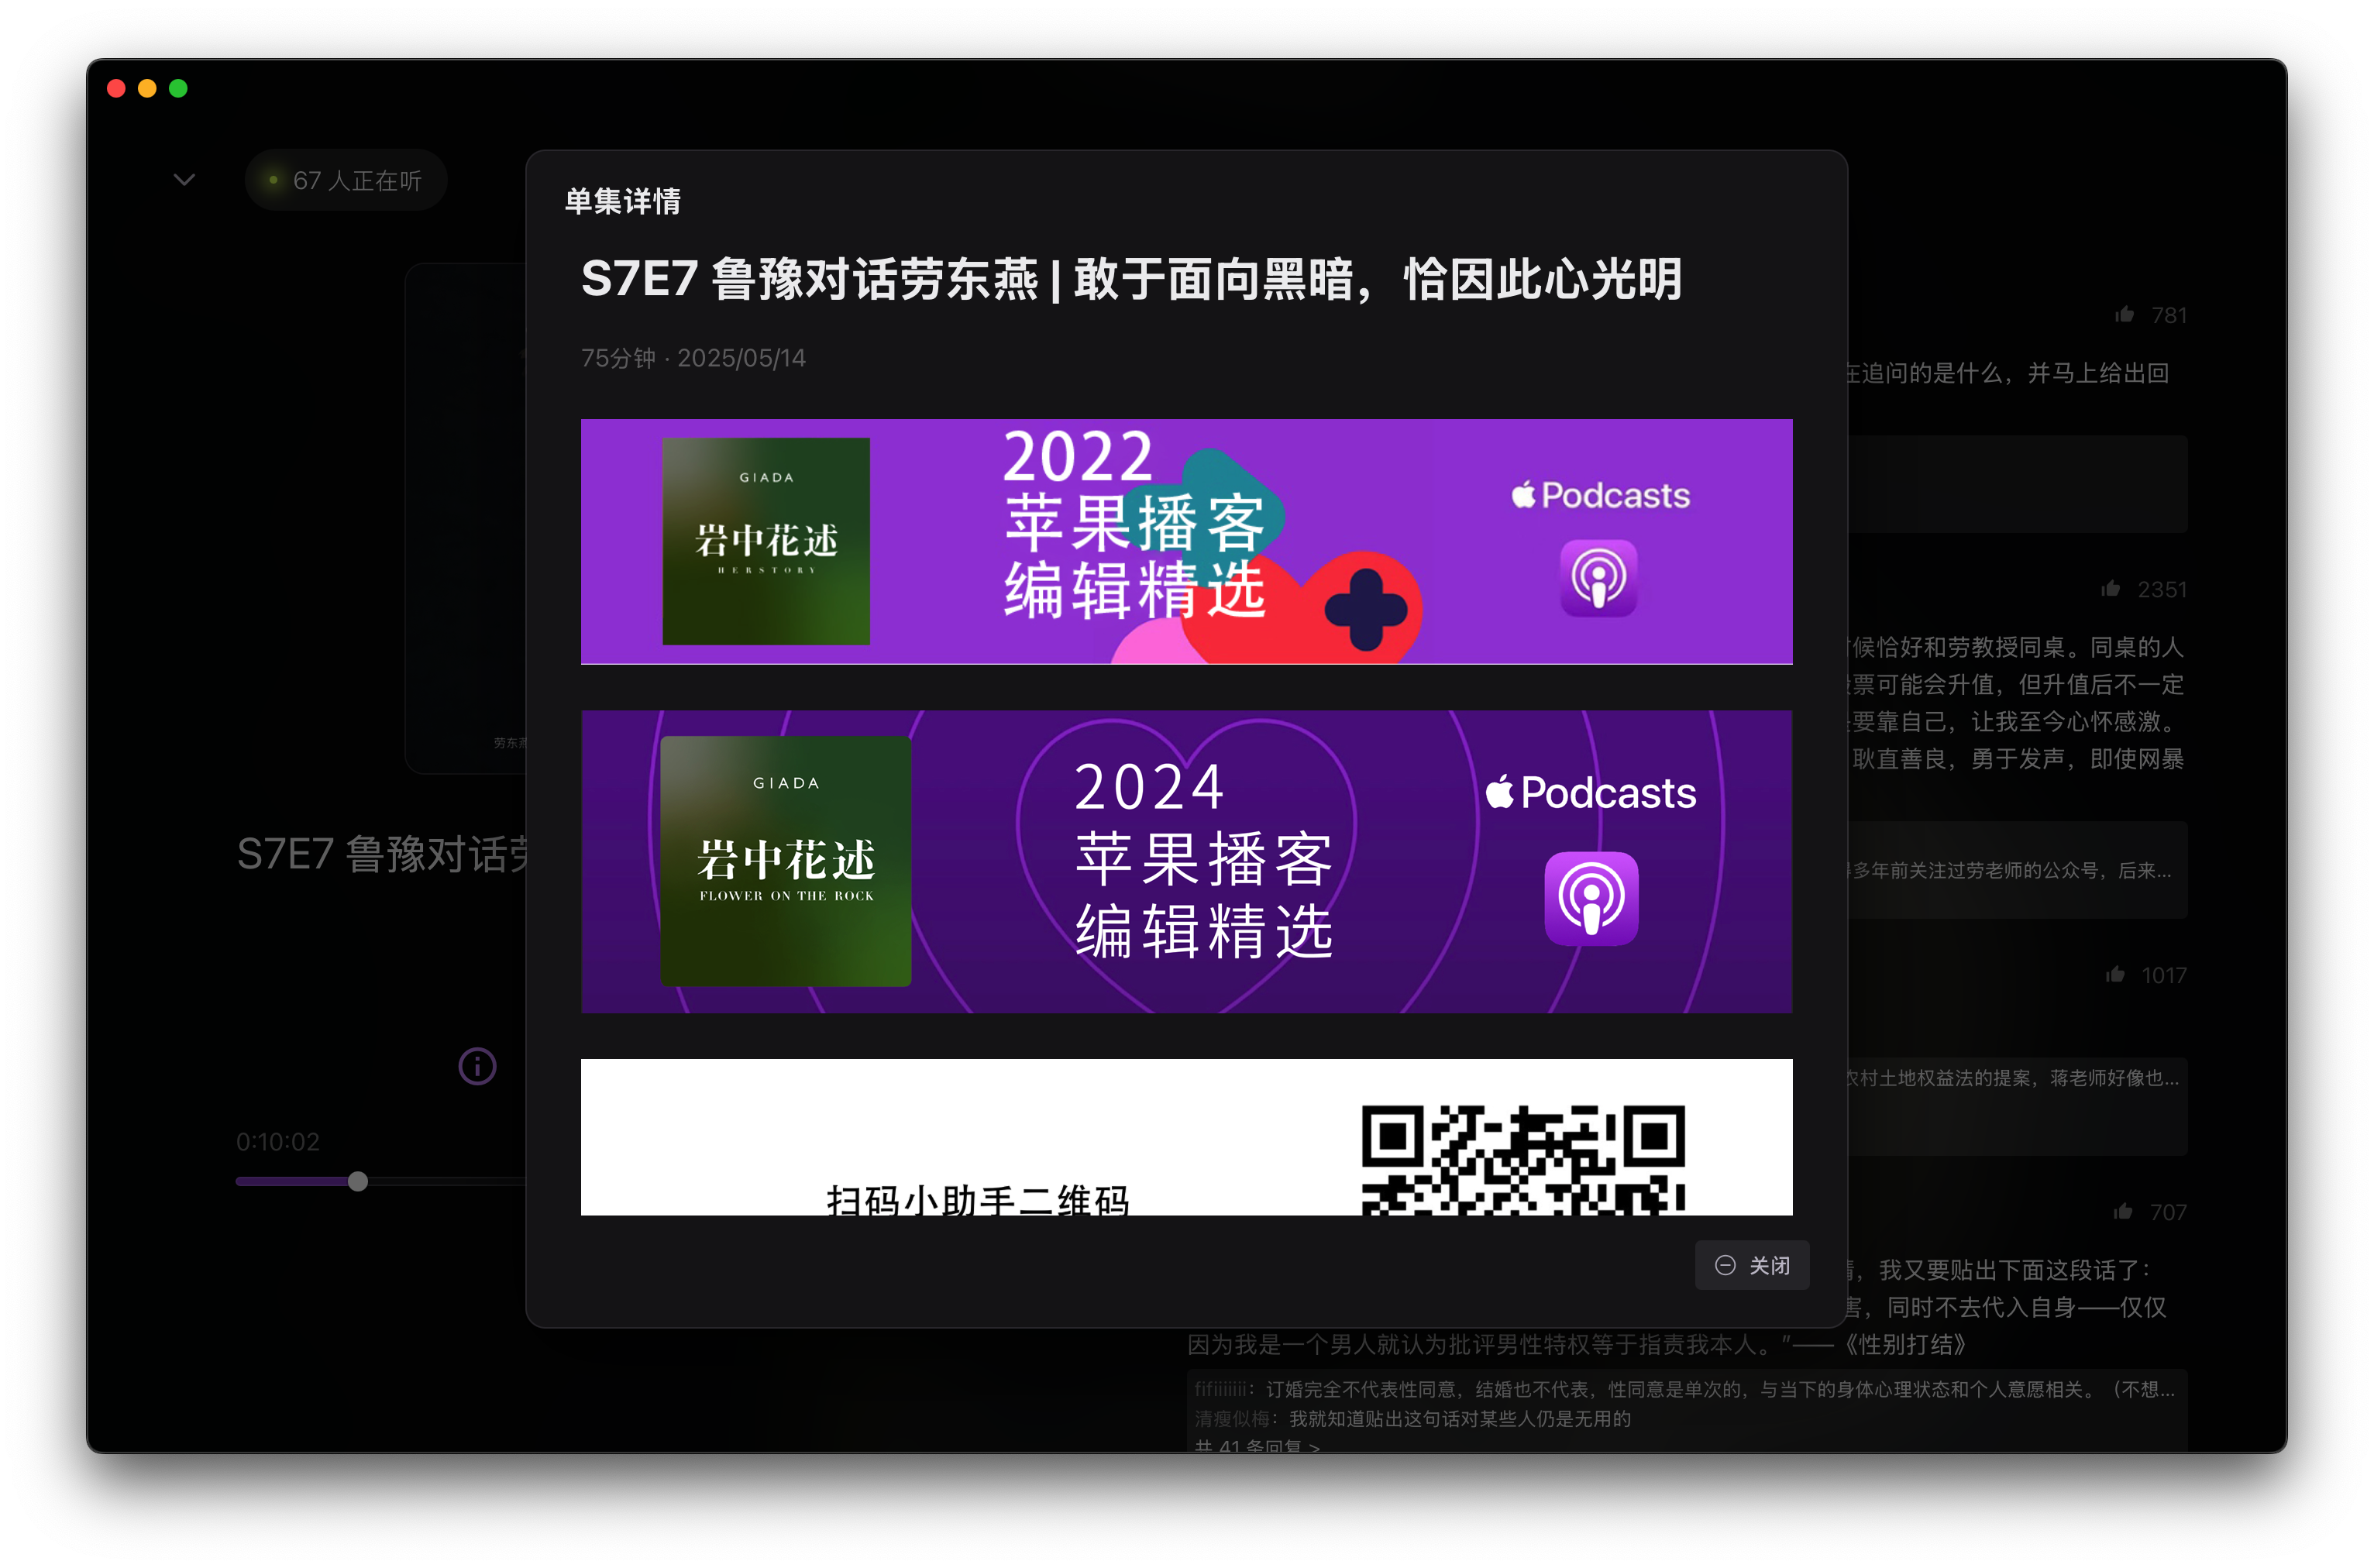 67 人正在听
劳东燕
S7E7 鲁豫对话劳
0:10:02
单集详情
S7E7 鲁豫对话劳东燕 | 敢于面向黑暗，恰因此心光明
75分钟 · 2025/05/14
GIADA
岩中花述
HERSTORY
2022
苹果播客
编辑精选
Podcasts
GIADA
岩中花述
FLOWER ON THE ROCK
2024
苹果播客
编辑精选
Podcasts
扫码小助手二维码
关闭
781
在追问的是什么，并马上给出回
2351
候恰好和劳教授同桌。同桌的人
票可能会升值，但升值后不一定
要靠自己，让我至今心怀感激。
耿直善良，勇于发声，即使网暴
多年前关注过劳老师的公众号，后来...
1017
农村土地权益法的提案，蒋老师好像也...
707
，我又要贴出下面这段话了：
害，同时不去代入自身——仅仅
因为我是一个男人就认为批评男性特权等于指责我本人。”——《性别打结》
fifiiiiiii：订婚完全不代表性同意，结婚也不代表，性同意是单次的，与当下的身体心理状态和个人意愿相关。（不想...
清瘦似梅：我就知道贴出这句话对某些人仍是无用的
共 41 条回复 >